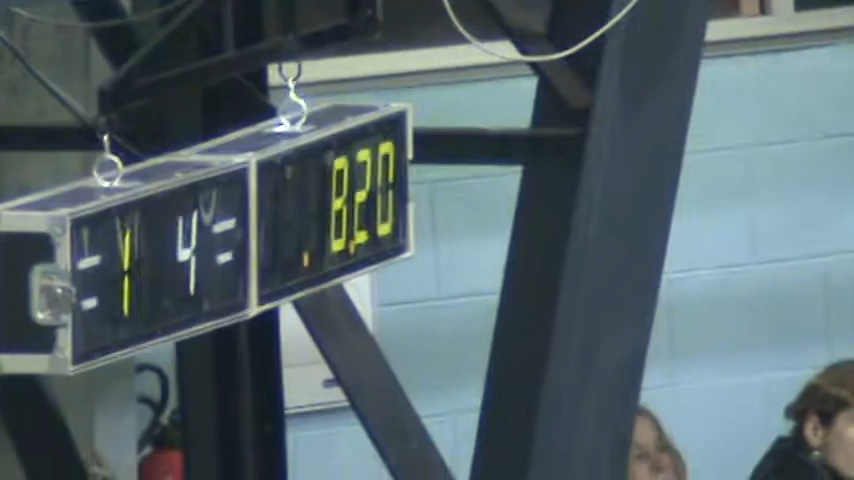 = Y 4 =
8.20